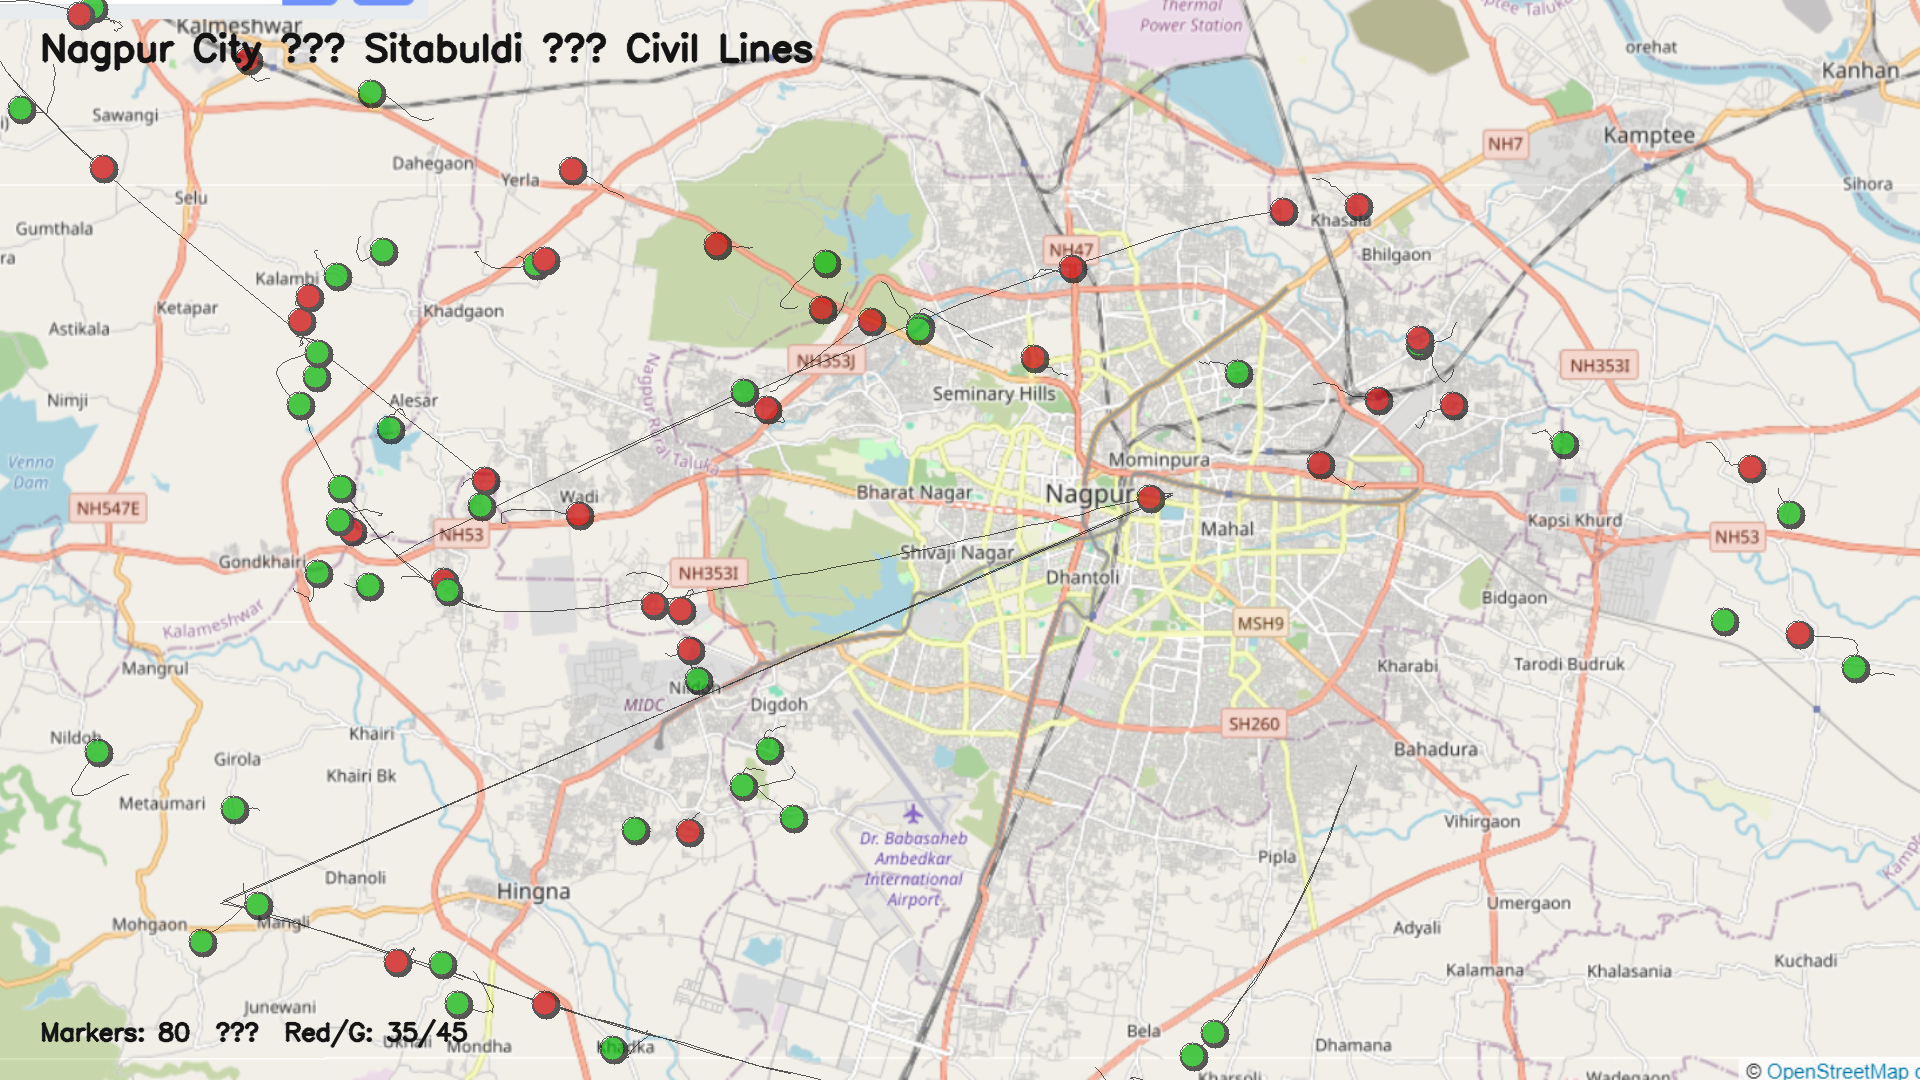 Thermal
Power Station
orehat
Kalmeshwar
Nagpur City ??? Sitabuldi ??? Civil Lines
Kanhan
Sawangi
i)
Dahegaon
Yerla
NH7
Kamptee
Selu
Sihora
Gumthala
Khasala
NH47
Bhilgaon
ra
Kalambi
Ketapar
Khadgaon
Astikala
NH353J
NH353I
Nagpur Rural Taluka
Seminary Hills
Nimji
Alesar
Mominpura
Venna
Dam
Bharat Nagar
Nagpur
Wadi
NH547E
Mahal
Kapsi Khurd
NH53
NH53
Gondkhairi
Shivaji Nagar
NH353I
Dhantoli
Bidgaon
Kalameshwar
MSH9
Mangrul
Kharabi
Tarodi Budruk
Nildoh
MIDC
Digdoh
SH260
Nildoh
Khairi
Bahadura
Girola
Khairi Bk
Metaumari
Vihirgaon
Dr. Babasaheb
Ambedkar
International
Airport
Pipla
Dhanoli
Hingna
Umergaon
Mohgaon
Mangli
Adyali
Kuchadi
Kalamana
Khalasania
Junewani
Markers: 80 ??? Red/G: 35/45
Mondha
Khadka
Bela
Dhamana
Kharsoli
Wadegaon
© OpenStreetMap c